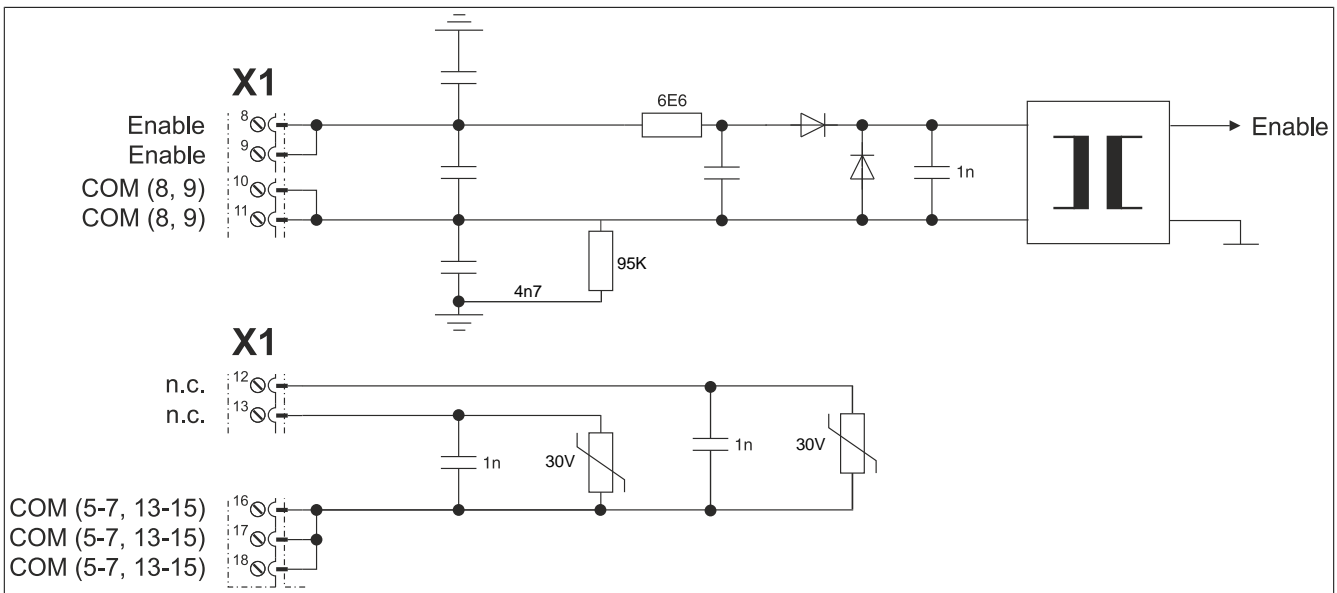 X1
6E6
Enable 8
Enable 9
COM (8, 9) 10
COM (8, 9) 11
1n
Enable
95K
4n7
X1
n.c. 12
n.c. 13
1n
30V
1n
30V
COM (5-7, 13-15) 16
COM (5-7, 13-15) 17
COM (5-7, 13-15) 18